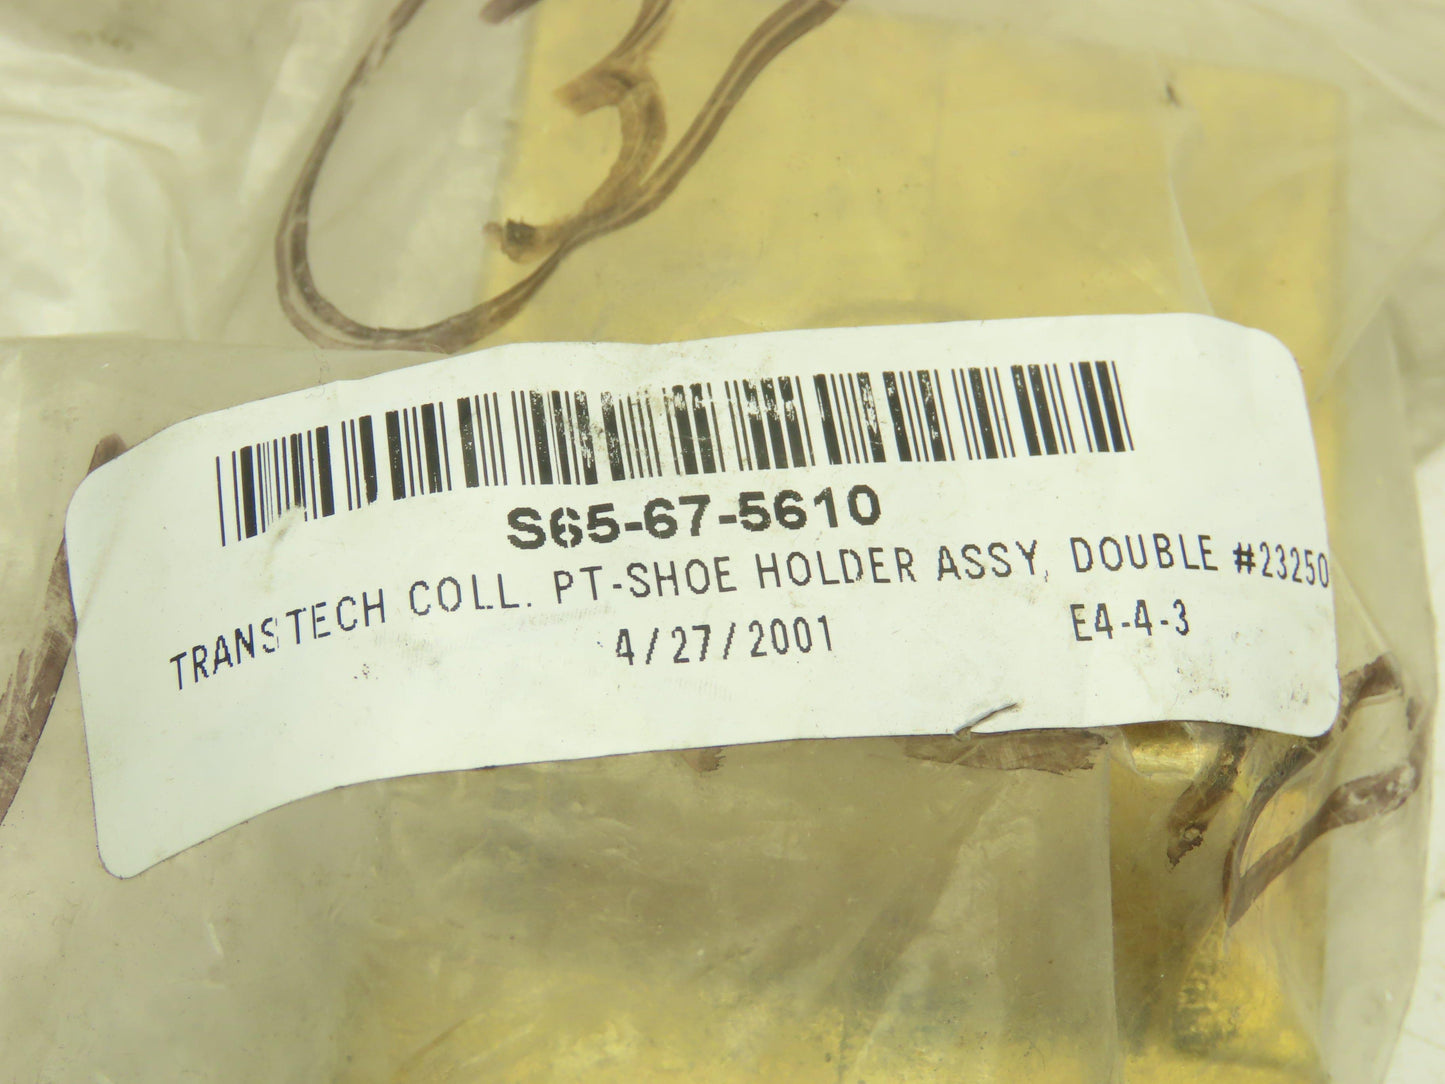 S65-67-5610
TRANSTECH COLL. PT-SHOE HOLDER ASSY, DOUBLE #23250
4/27/2001 E4-4-3